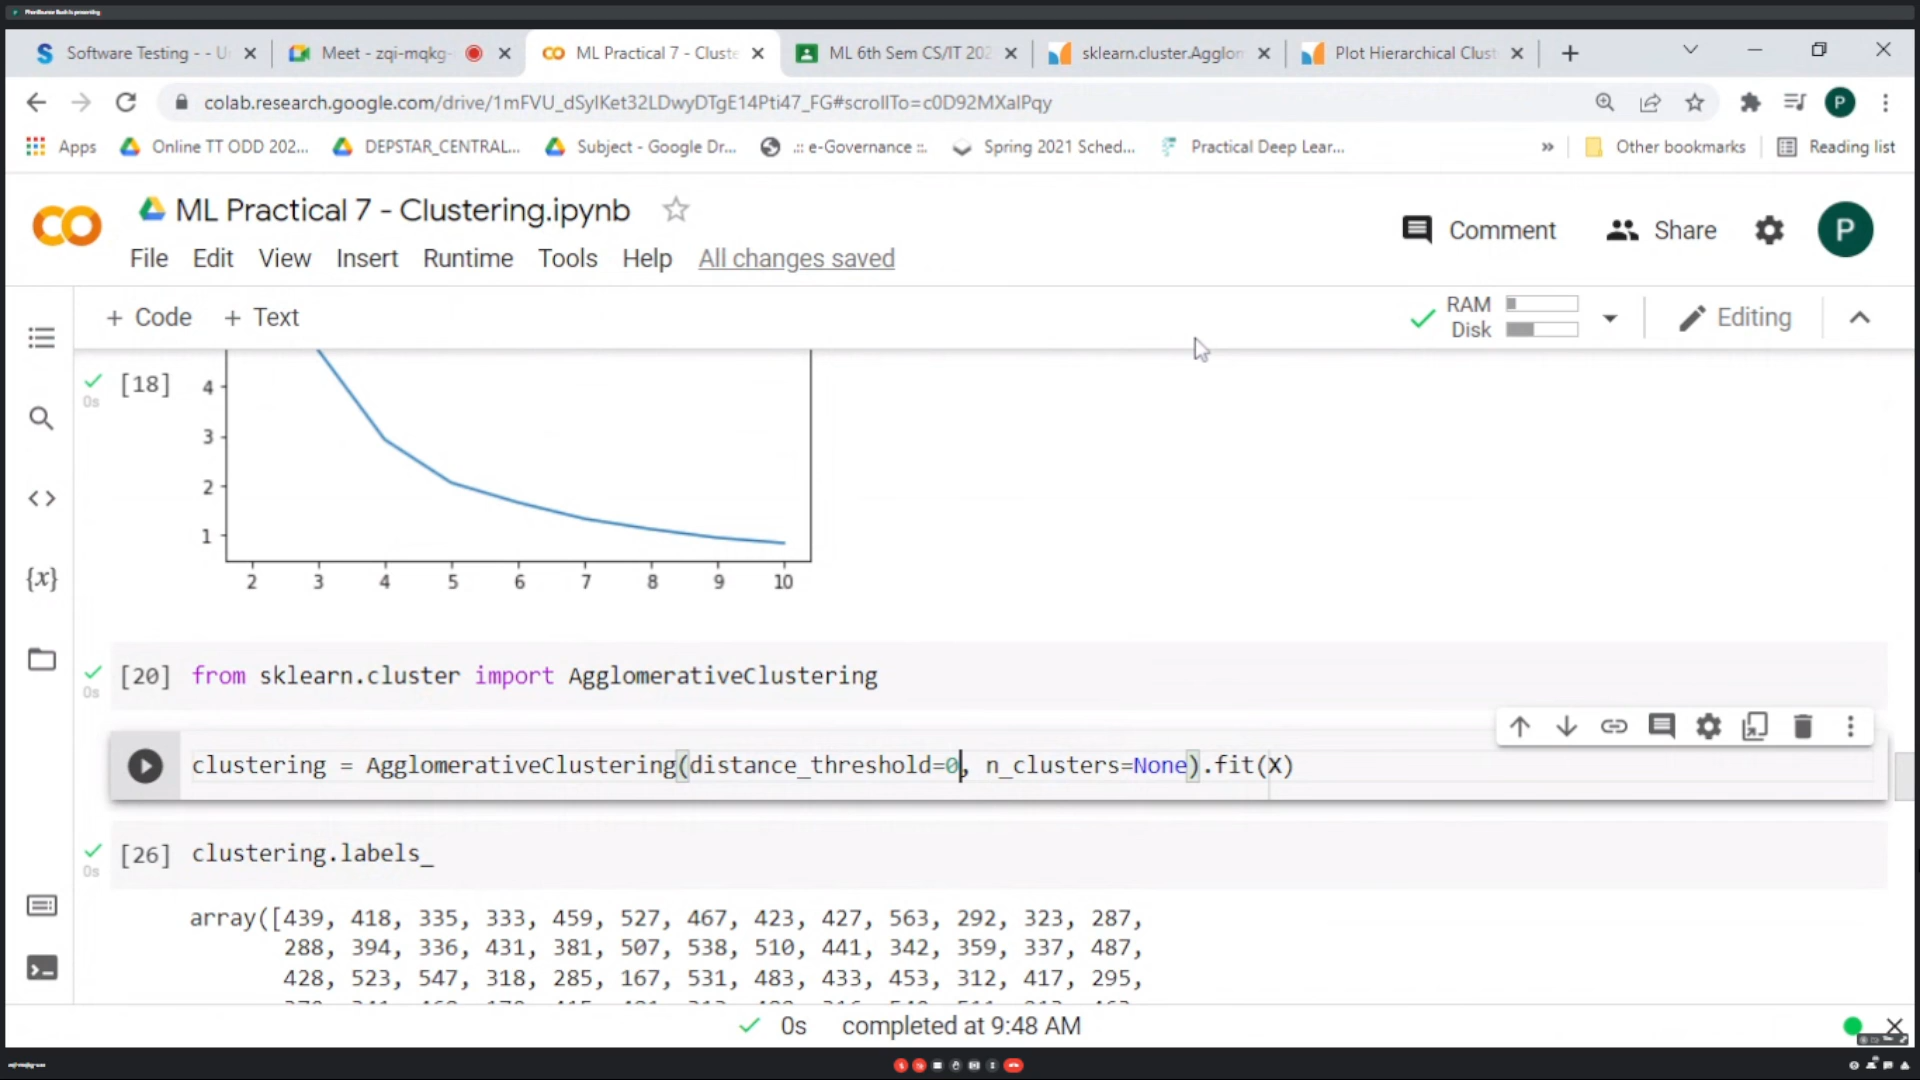 Software Testing - - U
Meet - zqi-mqkg-
ML Practical 7 - Cluste
ML 6th Sem CS/IT 202
sklearn.cluster.Agglon
Plot Hierarchical Clust
colab.research.google.com/drive/1mFVU_dSyIKet32LDwyDTgE14Pti47_FG#scrollTo=c0D92MXaIPqy
P
Apps
Online TT ODD 202...
DEPSTAR_CENTRAL...
Subject - Google Dr...
.:: e-Governance ::.
Spring 2021 Sched...
Practical Deep Lear...
»
Other bookmarks
Reading list
CO
ML Practical 7 - Clustering.ipynb
Comment
Share
P
File Edit View Insert Runtime Tools Help All changes saved
+ Code + Text
RAM
Disk
Editing
[18]
0s
4
3
2
1
2 3 4 5 6 7 8 9 10
[20] from sklearn.cluster import AgglomerativeClustering
0s
clustering = AgglomerativeClustering(distance_threshold=0, n_clusters=None).fit(X)
[26] clustering.labels_
0s
array([439, 418, 335, 333, 459, 527, 467, 423, 427, 563, 292, 323, 287,
288, 394, 336, 431, 381, 507, 538, 510, 441, 342, 359, 337, 487,
428, 523, 547, 318, 285, 167, 531, 483, 433, 453, 312, 417, 295,
0s completed at 9:48 AM